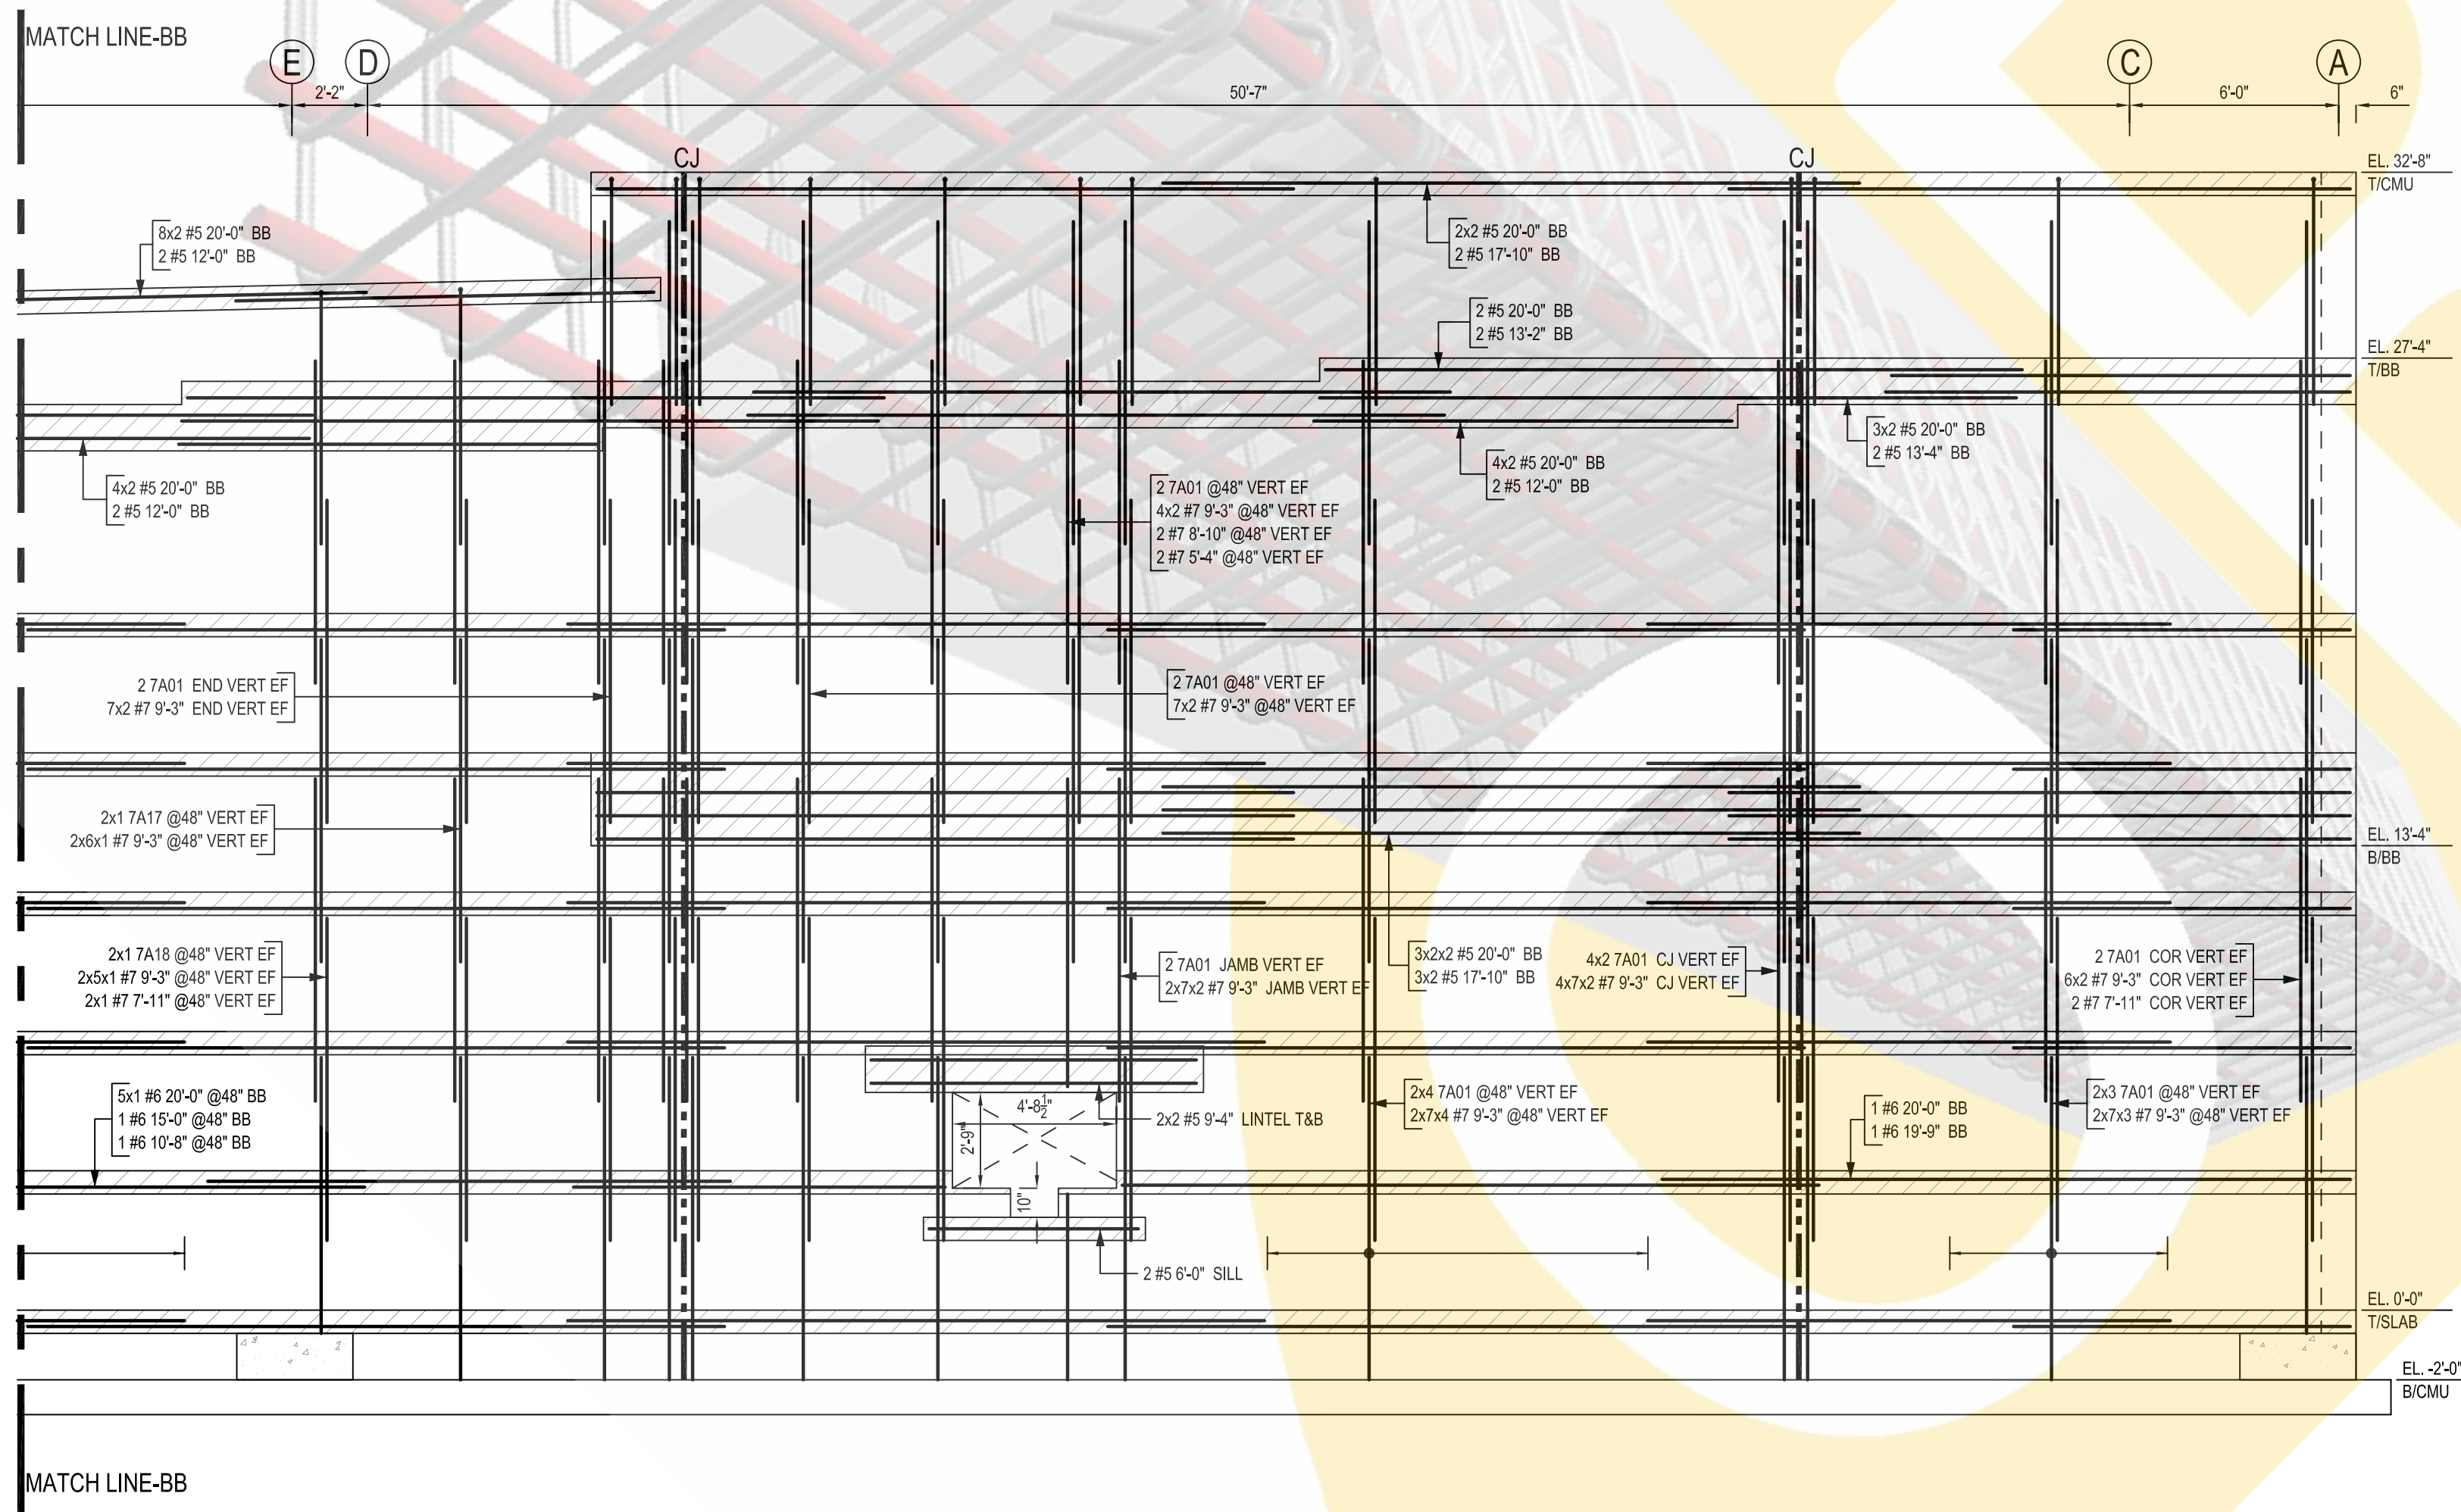 MATCH LINE-BB
E
D
C
A
2'-2"
50'-7"
6'-0"
6"
CJ
CJ
EL. 32'-8"
T/CMU
8x2 #5 20'-0" BB
2 #5 12'-0" BB
2x2 #5 20'-0" BB
2 #5 17'-10" BB
2 #5 20'-0" BB
2 #5 13'-2" BB
EL. 27'-4"
T/BB
3x2 #5 20'-0" BB
2 #5 13'-4" BB
4x2 #5 20'-0" BB
2 #5 12'-0" BB
4x2 #5 20'-0" BB
2 #5 12'-0" BB
2 7A01 @48" VERT EF
4x2 #7 9'-3" @48" VERT EF
2 #7 8'-10" @48" VERT EF
2 #7 5'-4" @48" VERT EF
2 7A01 END VERT EF
7x2 #7 9'-3" END VERT EF
2 7A01 @48" VERT EF
7x2 #7 9'-3" @48" VERT EF
2x1 7A17 @48" VERT EF
2x6x1 #7 9'-3" @48" VERT EF
EL. 13'-4"
B/BB
2x1 7A18 @48" VERT EF
2x5x1 #7 9'-3" @48" VERT EF
2x1 #7 7'-11" @48" VERT EF
2 7A01 JAMB VERT EF
2x7x2 #7 9'-3" JAMB VERT EF
3x2x2 #5 20'-0" BB
3x2 #5 17'-10" BB
4x2 7A01 CJ VERT EF
4x7x2 #7 9'-3" CJ VERT EF
2 7A01 COR VERT EF
6x2 #7 9'-3" COR VERT EF
2 #7 7'-11" COR VERT EF
5x1 #6 20'-0" @48" BB
1 #6 15'-0" @48" BB
1 #6 10'-8" @48" BB
4'-8½"
2'-9"
10"
2x2 #5 9'-4" LINTEL T&B
2x4 7A01 @48" VERT EF
2x7x4 #7 9'-3" @48" VERT EF
1 #6 20'-0" BB
1 #6 19'-9" BB
2x3 7A01 @48" VERT EF
2x7x3 #7 9'-3" @48" VERT EF
2 #5 6'-0" SILL
EL. 0'-0"
T/SLAB
EL. -2'-0"
B/CMU
MATCH LINE-BB